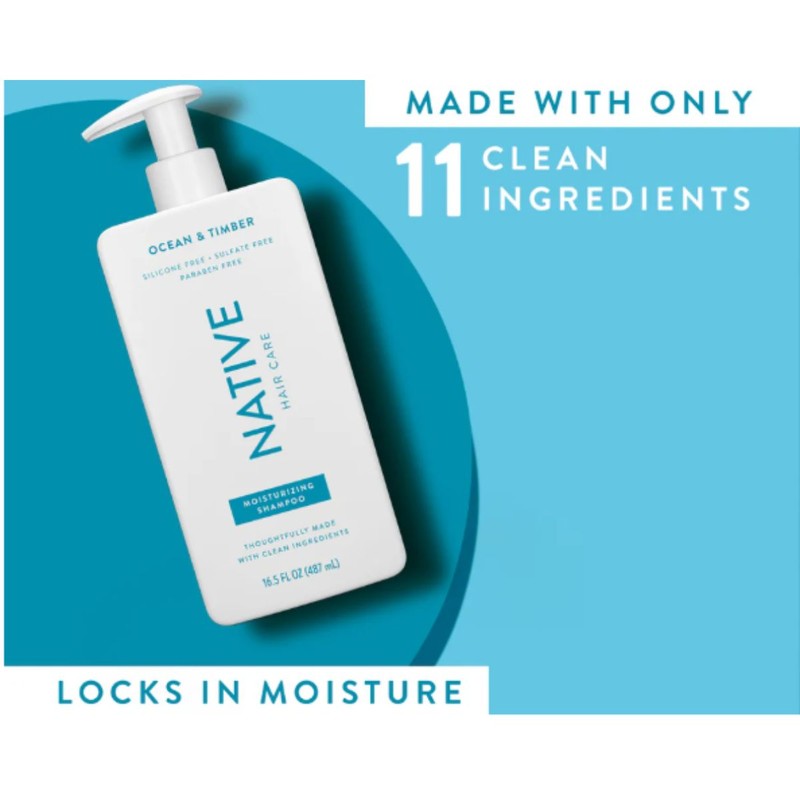 MADE WITH ONLY
11 CLEAN
INGREDIENTS
OCEAN & TIMBER
SILICONE FREE • SULFATE FREE
PARABEN FREE
NATIVE
HAIR CARE
MOISTURIZING
SHAMPOO
THOUGHTFULLY MADE
WITH CLEAN INGREDIENTS
16.5 FL OZ (487 mL)
LOCKS IN MOISTURE